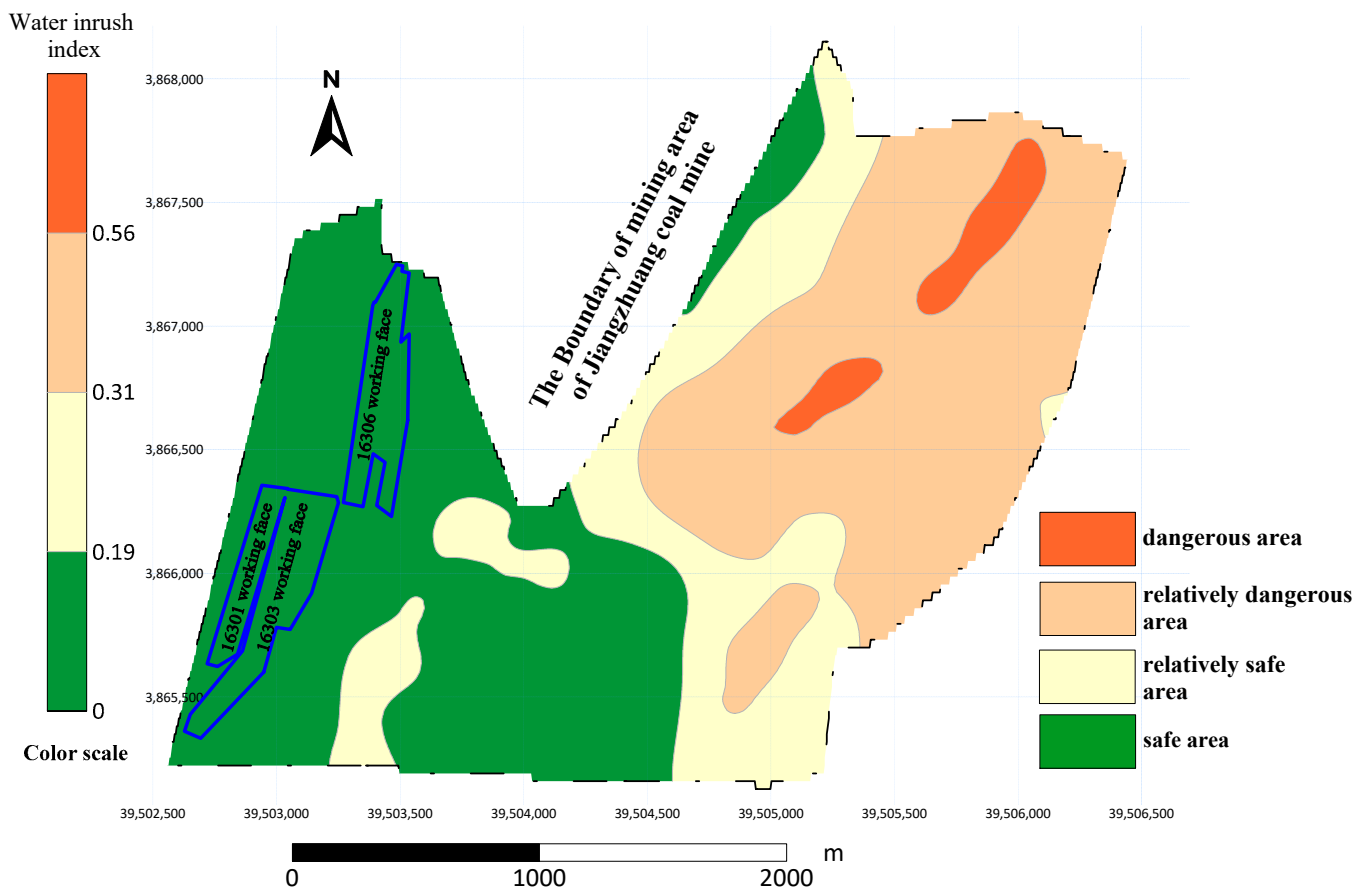 Water inrush
index
0.56
0.31
0.19
0
Color scale
N
3,868,000
3,867,500
3,867,000
3,866,500
3,866,000
3,865,500
The Boundary of mining area
of Jiangzhuang coal mine
16306 working face
16301 working face
16303 working face
dangerous area
relatively dangerous
area
relatively safe
area
safe area
39,502,500
39,503,000
39,503,500
39,504,000
39,504,500
39,505,000
39,505,500
39,506,000
39,506,500
0
1000
2000
m